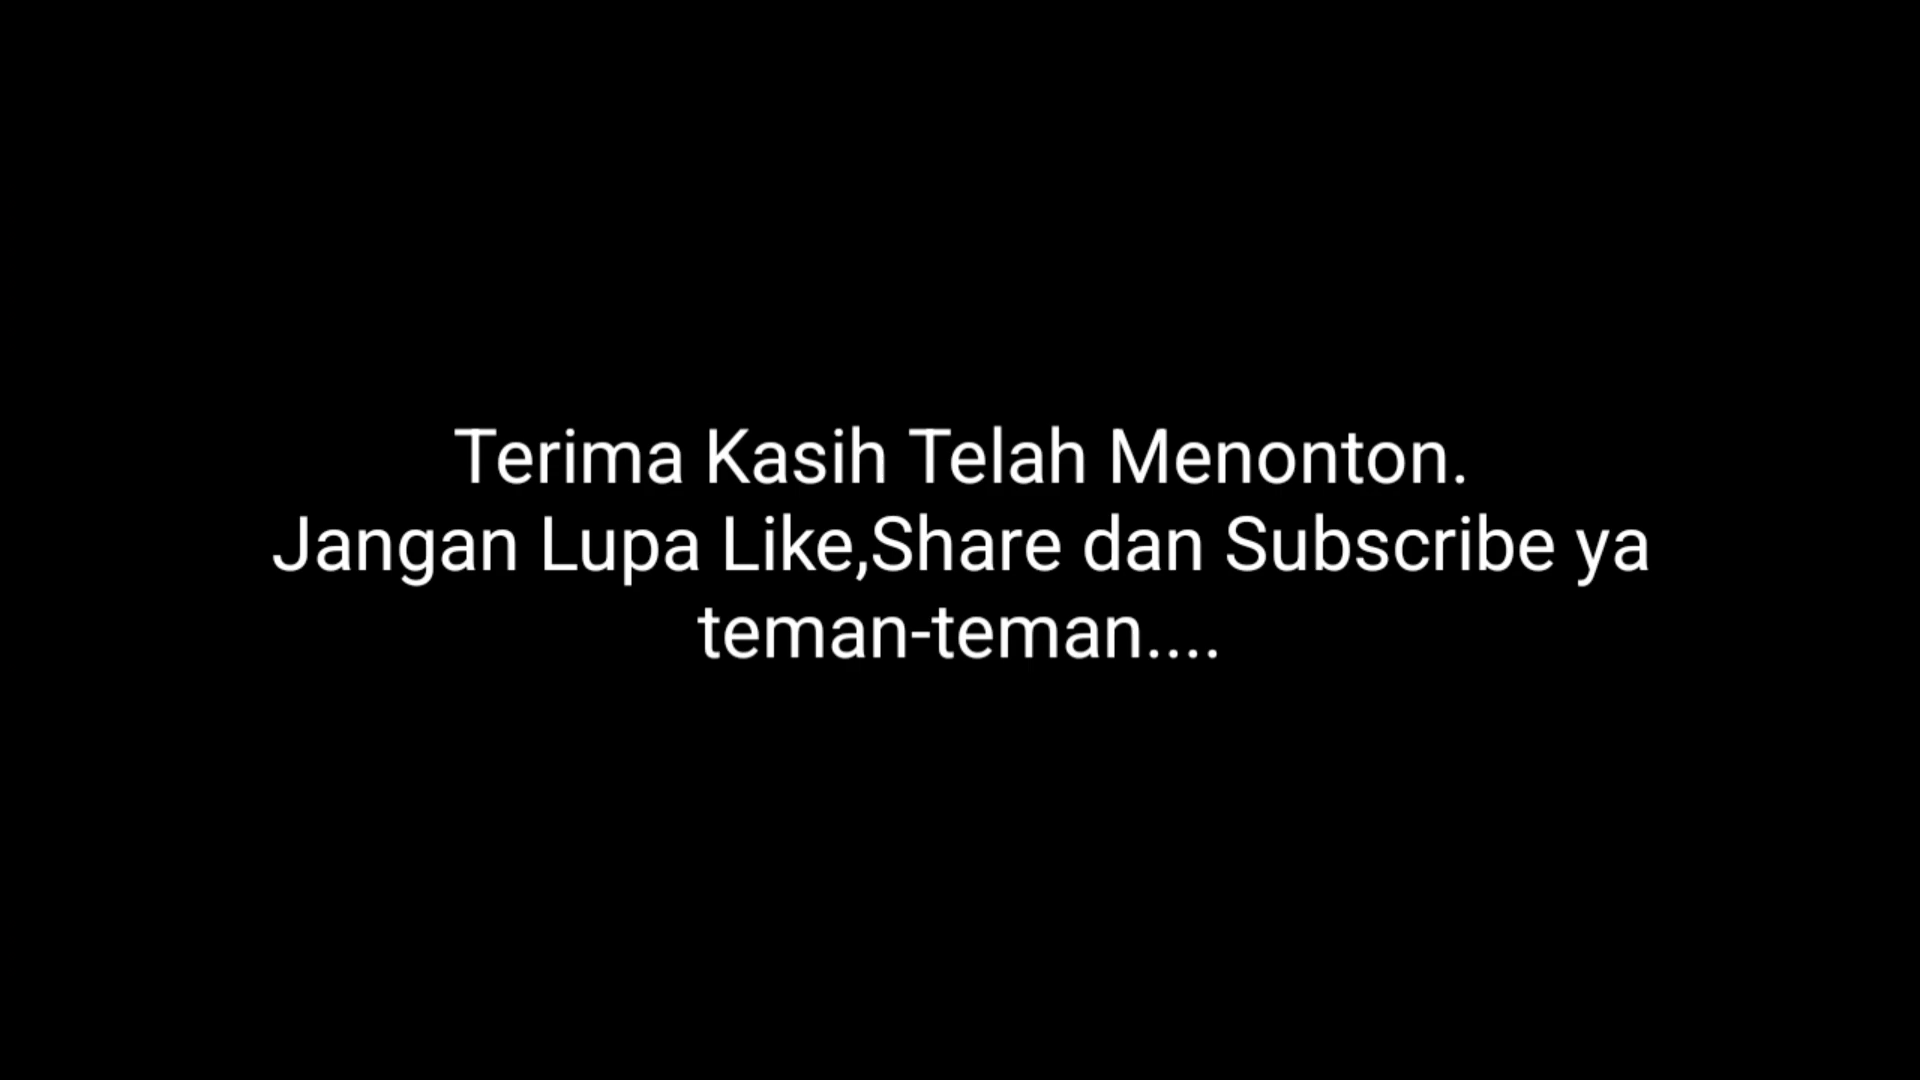 Terima Kasih Telah Menonton.
Jangan Lupa Like,Share dan Subscribe ya
teman-teman....